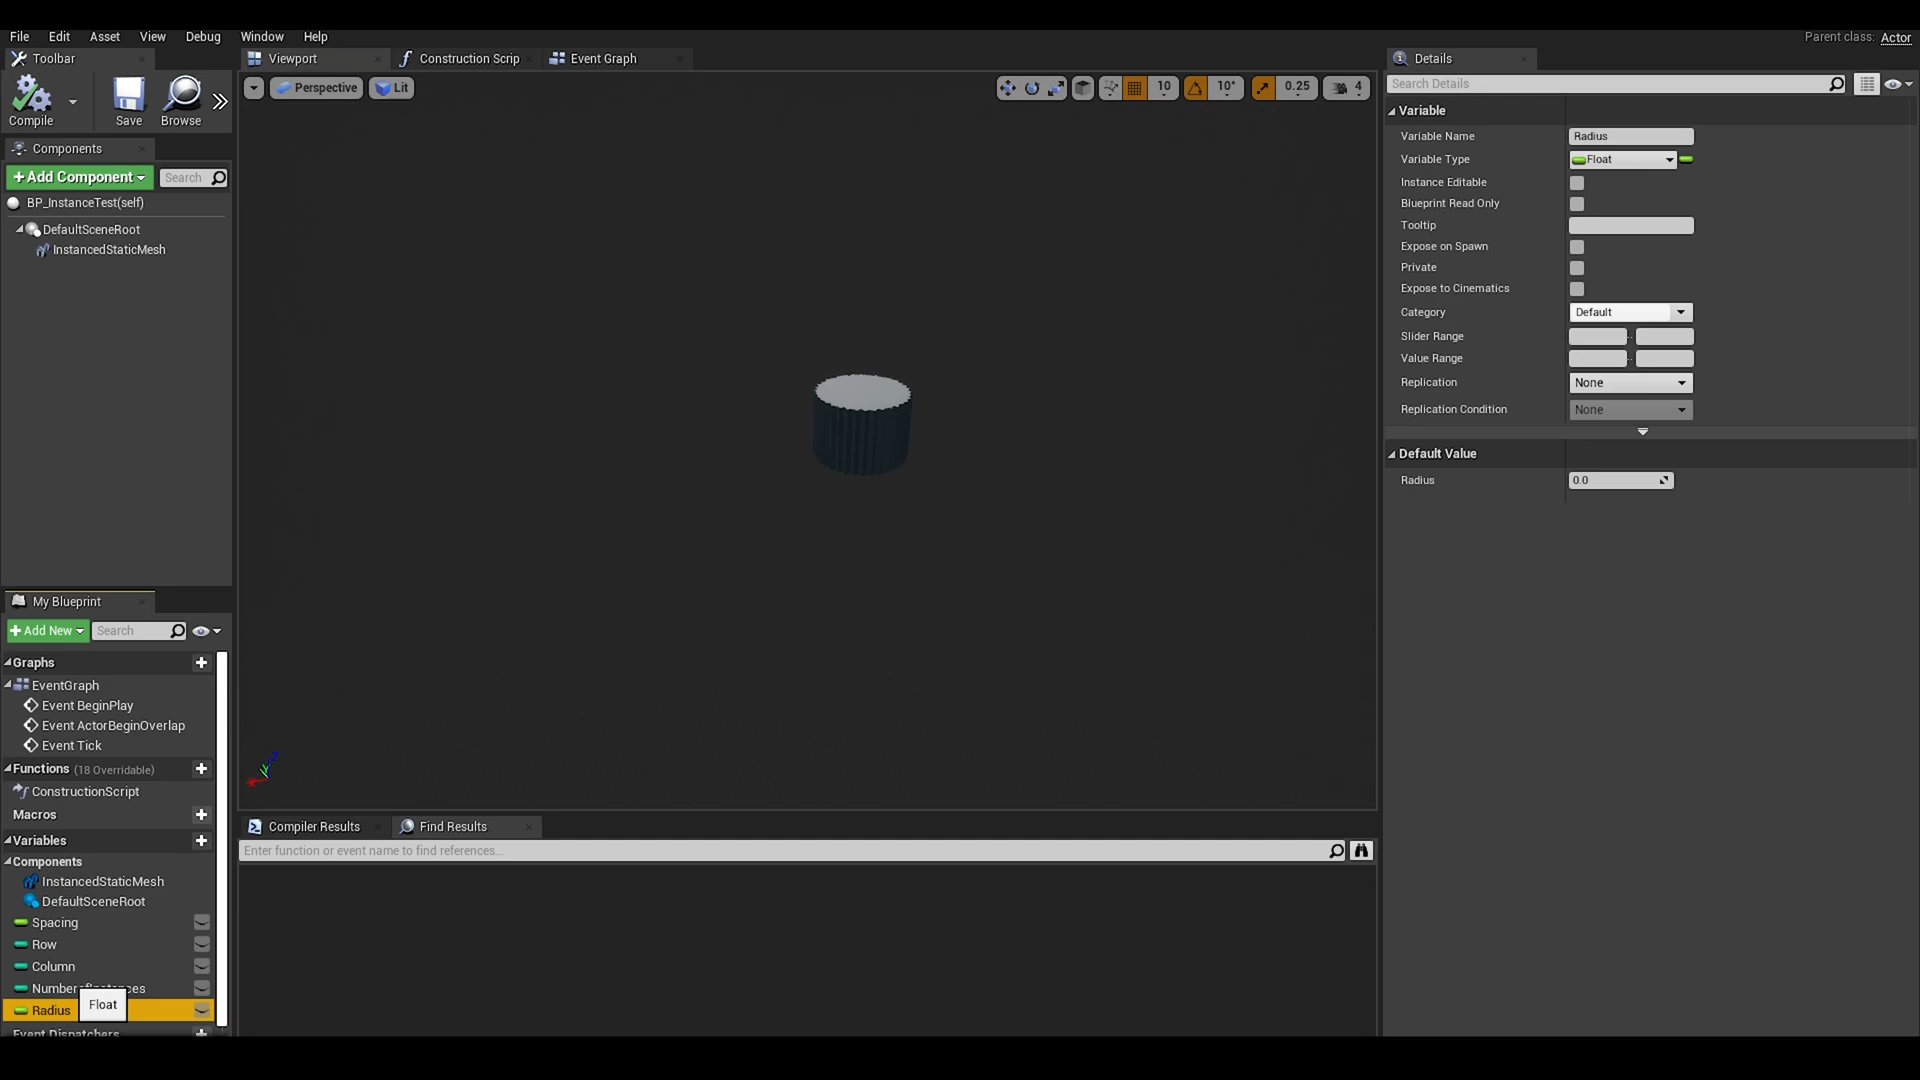 File Edit Asset View Debug Window Help
Parent class: Actor
Toolbar
Viewport
Construction Scrip
Event Graph
Details
Compile
Save
Browse
Perspective
Lit
10
10°
0.25
4
Search Details
Components
+Add Component
Search
BP_InstanceTest(self)
DefaultSceneRoot
InstancedStaticMesh
Variable
Variable Name Radius
Variable Type Float
Instance Editable
Blueprint Read Only
Tooltip
Expose on Spawn
Private
Expose to Cinematics
Category Default
Slider Range
Value Range
Replication None
Replication Condition None
Default Value
Radius 0.0
My Blueprint
+Add New
Search
Graphs
EventGraph
Event BeginPlay
Event ActorBeginOverlap
Event Tick
Functions (18 Overridable)
ConstructionScript
Macros
Variables
Components
InstancedStaticMesh
DefaultSceneRoot
Spacing
Row
Column
Radius
Float
Event Dispatchers
Compiler Results
Find Results
Enter function or event name to find references...